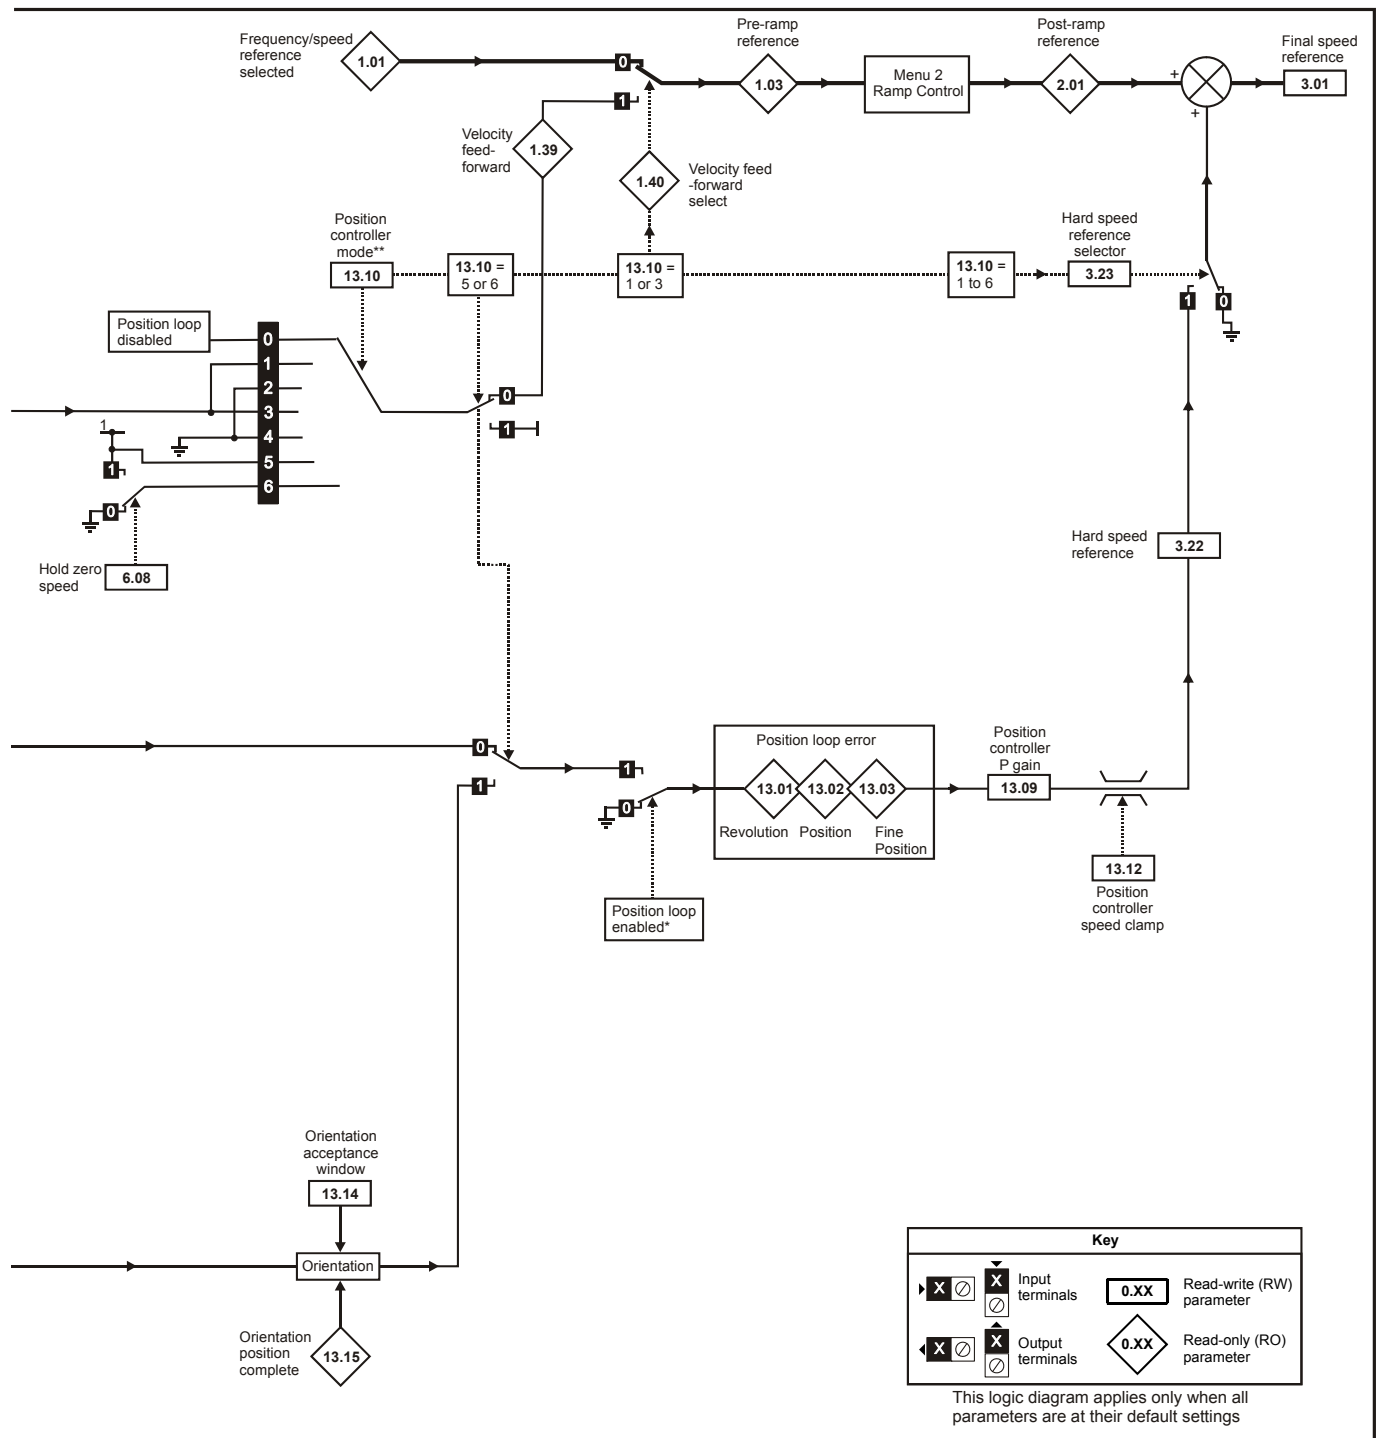 Frequency/speed
reference
selected
1.01
0
1
Pre-ramp
reference
1.03
Menu 2
Ramp Control
Post-ramp
reference
2.01
+
+
Final speed
reference
3.01
Velocity
feed-
forward
1.39
1.40
Velocity feed
-forward
select
Position
controller
mode**
13.10
13.10 =
5 or 6
13.10 =
1 or 3
13.10 =
1 to 6
Hard speed
reference
selector
3.23
1
0
Position loop
disabled
0
1
2
3
4
5
6
1
1
0
0
1
Hold zero
speed
6.08
Hard speed
reference
3.22
0
1
1
0
Position loop
enabled*
Position loop error
13.01
13.02
13.03
Revolution
Position
Fine
Position
Position
controller
P gain
13.09
13.12
Position
controller
speed clamp
Orientation
acceptance
window
13.14
Orientation
Orientation
position
complete
13.15
Key
X
X
Input
terminals
0.XX
Read-write (RW)
parameter
X
X
Output
terminals
0.XX
Read-only (RO)
parameter
This logic diagram applies only when all
parameters are at their default settings